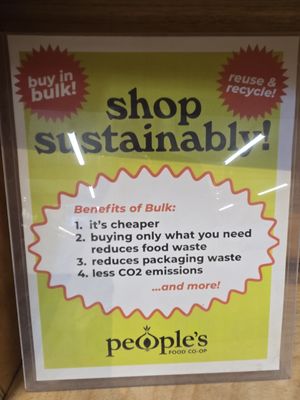 buy in
bulk!
reuse &
recycle!
shop
sustainably!
Benefits of Bulk:
1. it's cheaper
2. buying only what you need
reduces food waste
3. reduces packaging waste
4. less CO2 emissions
...and more!
people's
FOOD CO-OP